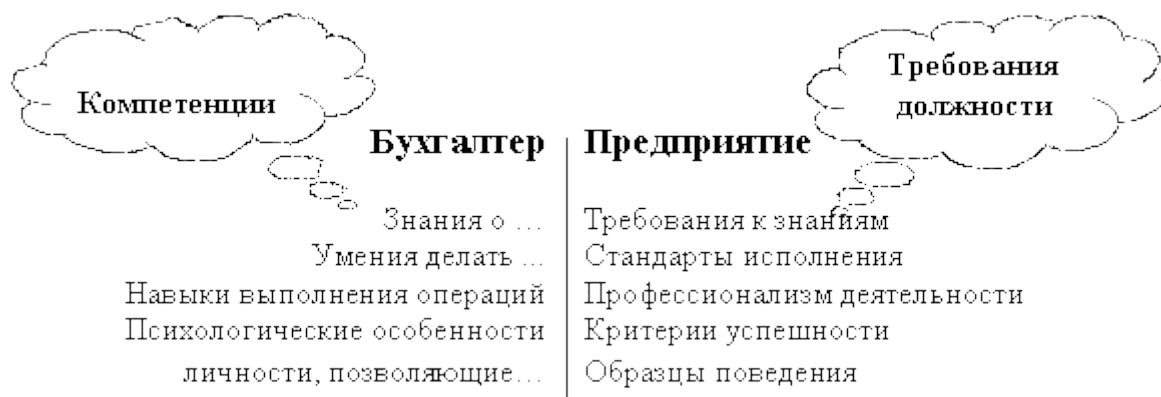 Компетенции
Требования
должности
Бухгалтер
Предприятие
Знания о ...
Требования к знаниям
Умения делать ...
Стандарты исполнения
Навыки выполнения операций
Профессионализм деятельности
Психологические особенности
Критерии успешности
личности, позволяющие...
Образцы поведения